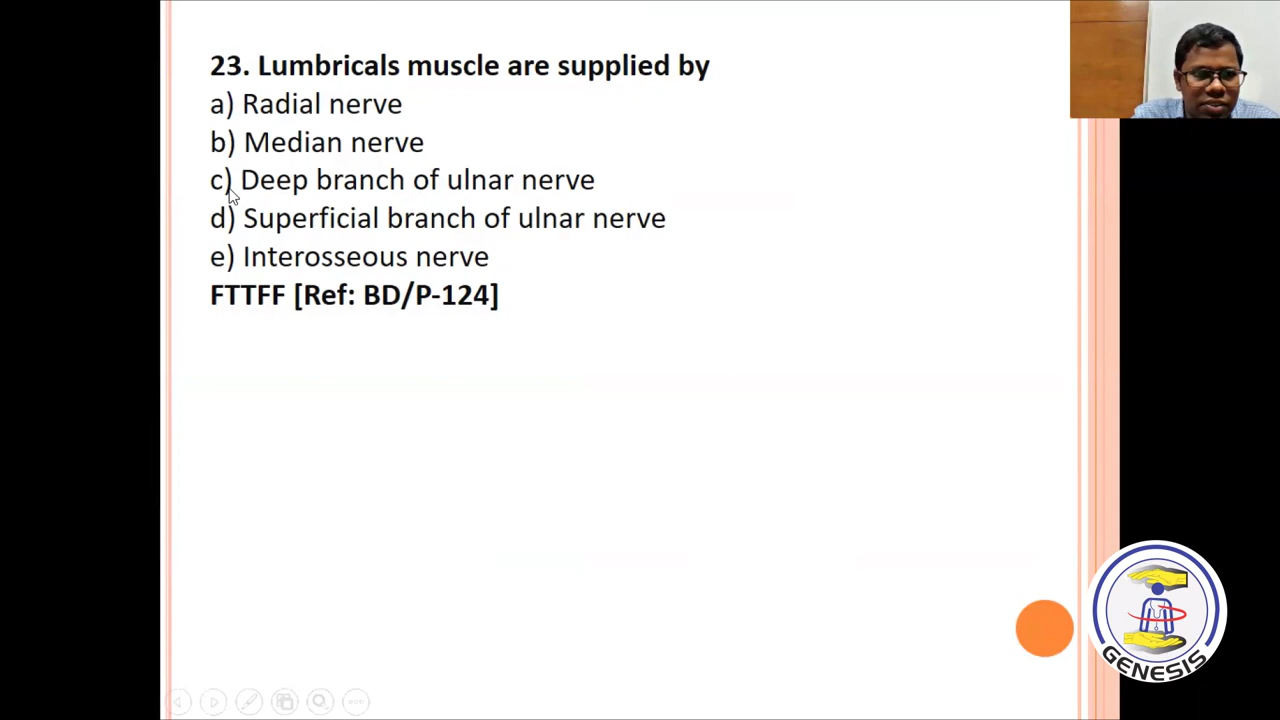 23. Lumbricals muscle are supplied by
a) Radial nerve
b) Median nerve
c) Deep branch of ulnar nerve
d) Superficial branch of ulnar nerve
e) Interosseous nerve
FTTFF [Ref: BD/P-124]
GENESIS